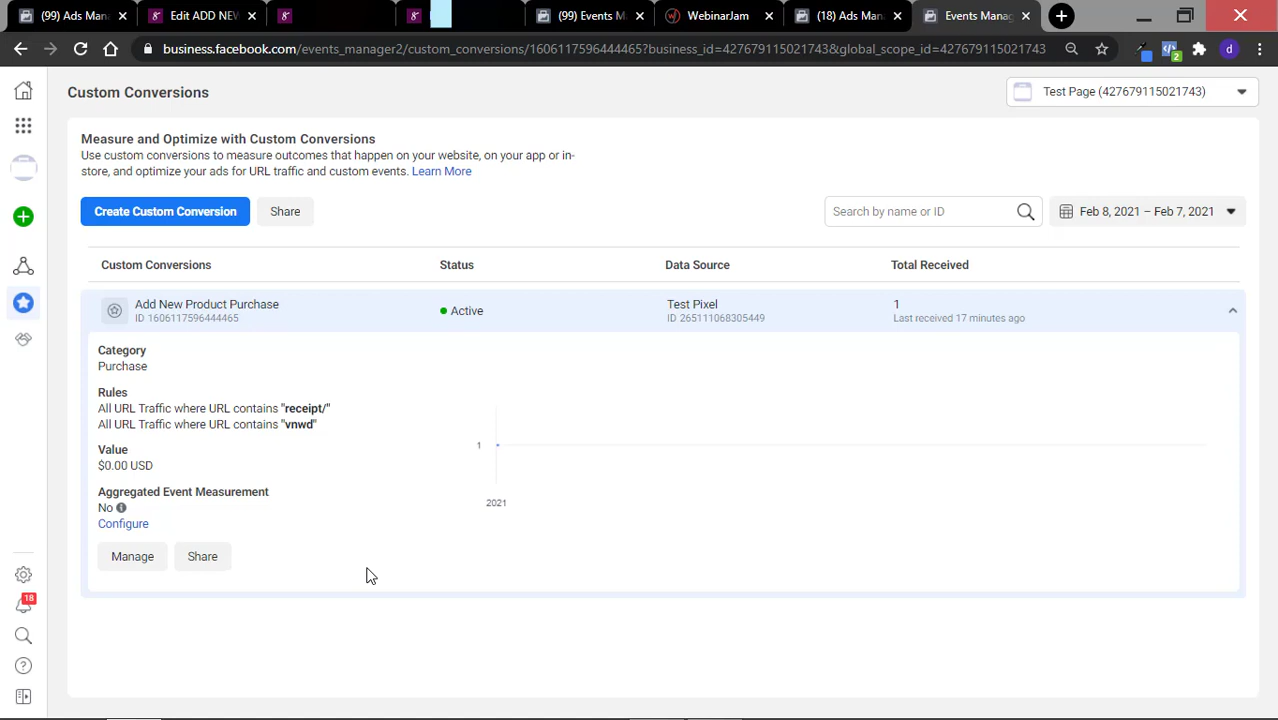 (99) Ads Man
Edit ADD NEW
(99) Events M
WebinarJam
(18) Ads Man
Events Mana
business.facebook.com/events_manager2/custom_conversions/1606117596444465?business_id=427679115021743&global_scope_id=427679115021743
2
d
Custom Conversions
Test Page (427679115021743)
Measure and Optimize with Custom Conversions
Use custom conversions to measure outcomes that happen on your website, on your app or in-
store, and optimize your ads for URL traffic and custom events. Learn More
Create Custom Conversion
Share
Search by name or ID
Feb 8, 2021 – Feb 7, 2021
Custom Conversions
Status
Data Source
Total Received
Add New Product Purchase
ID 1606117596444465
Active
Test Pixel
ID 265111068305449
1
Last received 17 minutes ago
Category
Purchase
Rules
All URL Traffic where URL contains "receipt/"
All URL Traffic where URL contains "vnwd"
Value
$0.00 USD
1
2021
Aggregated Event Measurement
No
Configure
Manage
Share
18